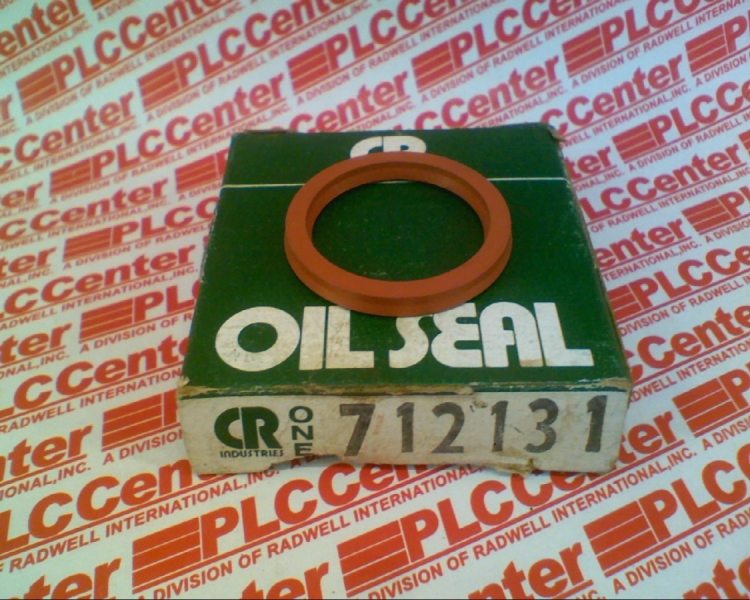 CR
OIL SEAL
CR INDUSTRIES ONE 712131
PLCCenter
A DIVISION OF RADWELL INTERNATIONAL, INC.